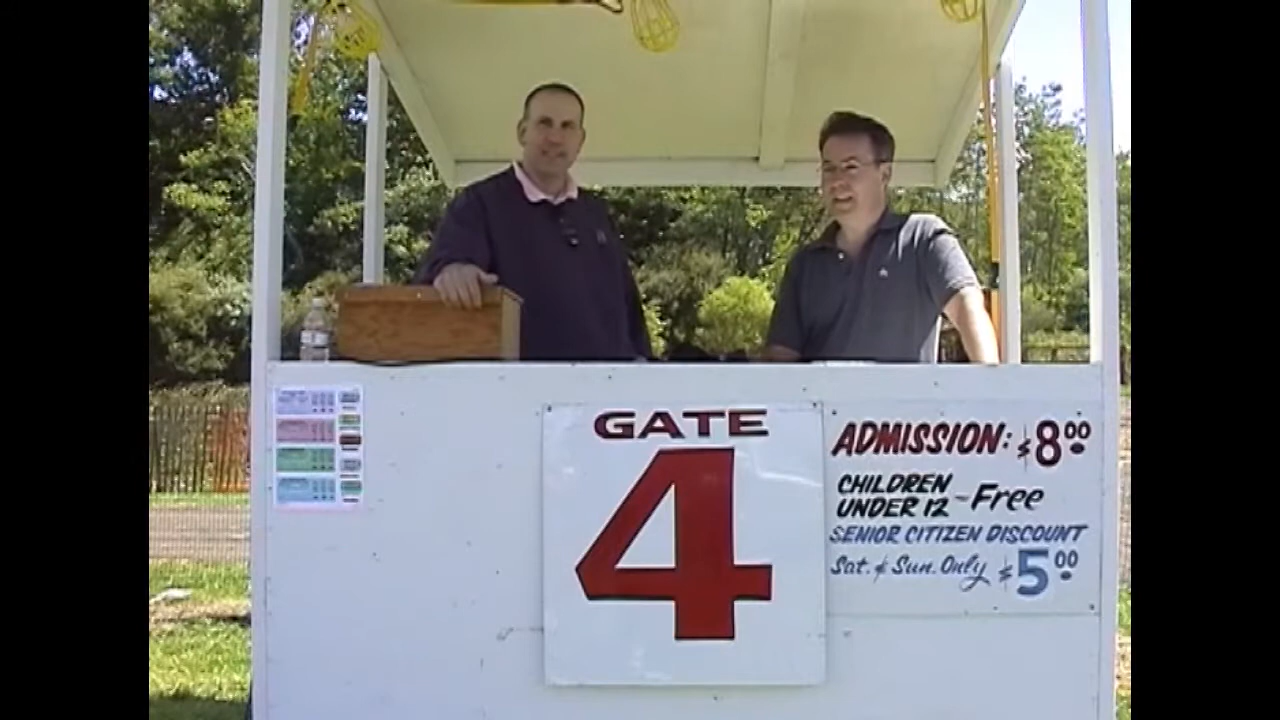 GATE
4
ADMISSION: $8.00
CHILDREN
UNDER 12 - Free
SENIOR CITIZEN DISCOUNT
Sat. & Sun. Only $5.00